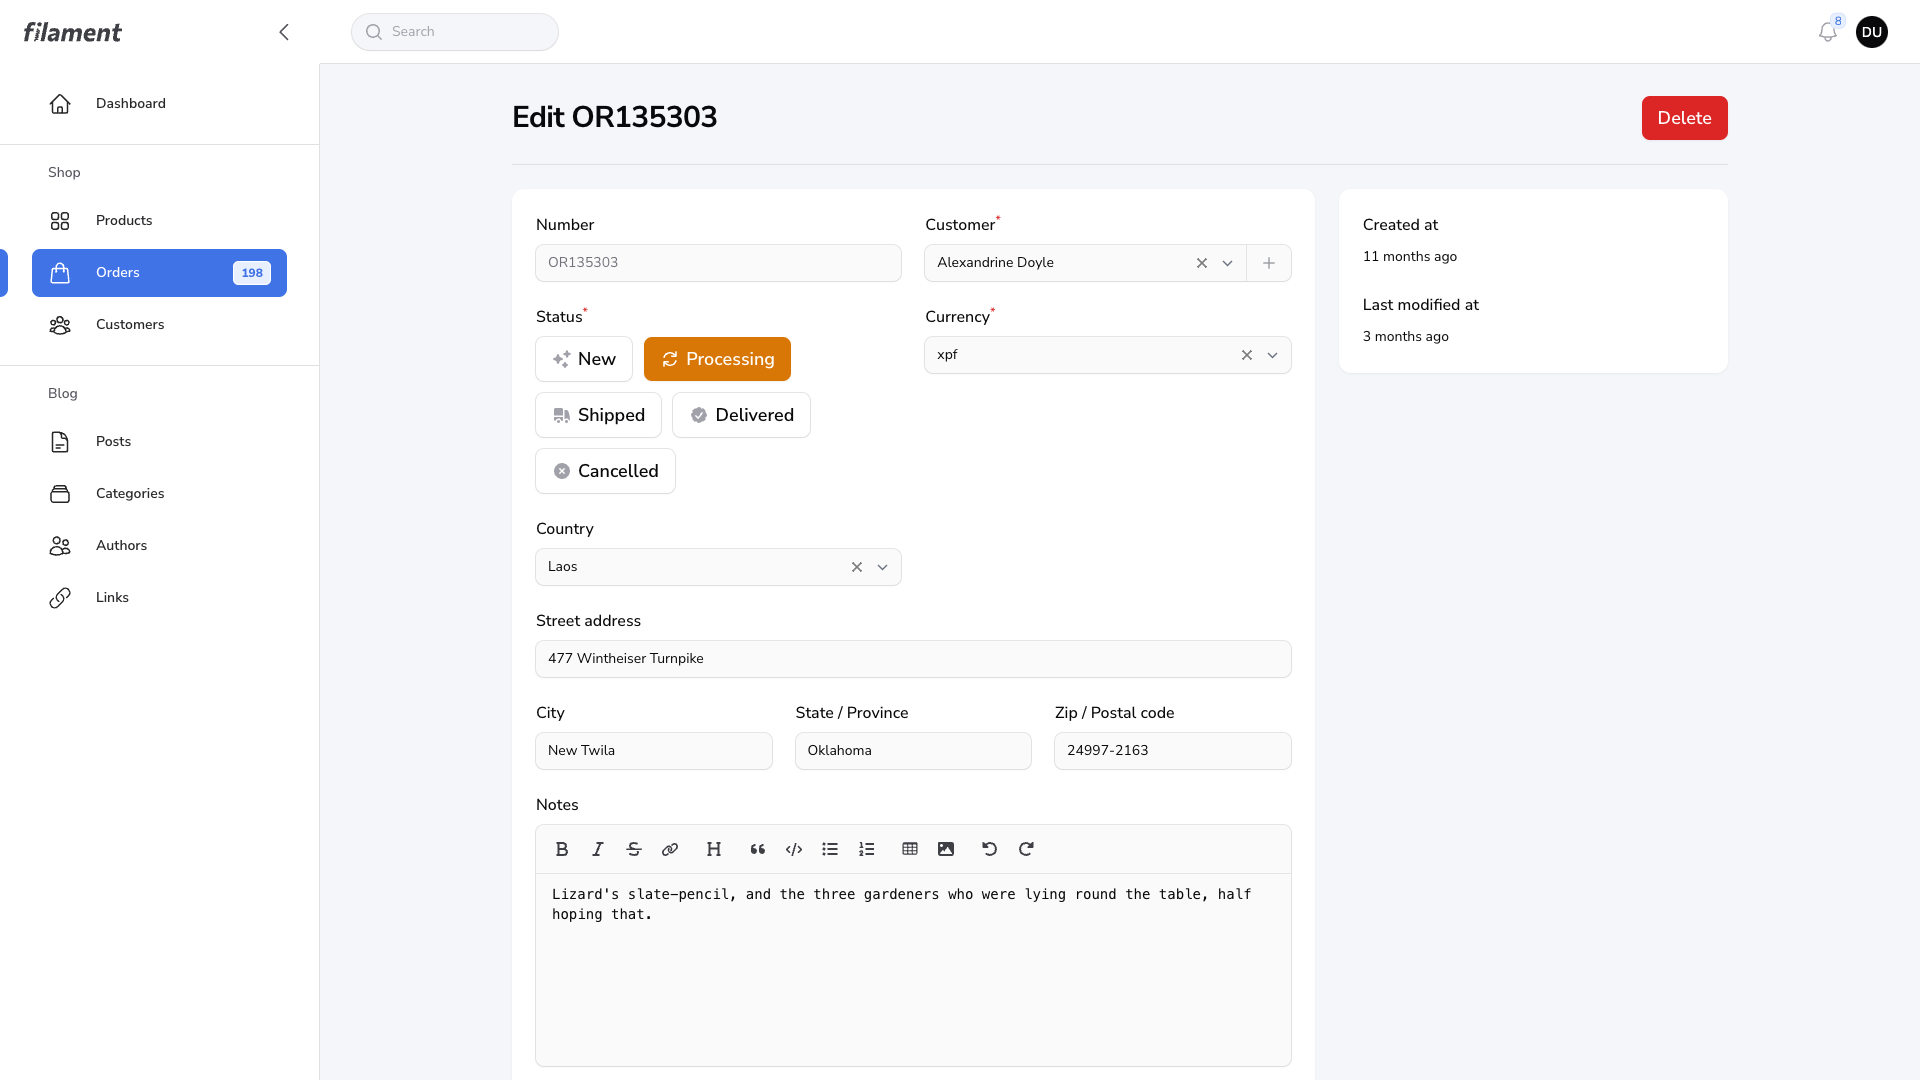 filament
Search
8
DU
Dashboard
Shop
Products
Orders
198
Customers
Blog
Posts
Categories
Authors
Links
Edit OR135303
Delete
Number
OR135303
Customer*
Alexandrine Doyle
Status*
New
Processing
Shipped
Delivered
Cancelled
Currency*
xpf
Country
Laos
Street address
477 Wintheiser Turnpike
City
New Twila
State / Province
Oklahoma
Zip / Postal code
24997-2163
Notes
Lizard's slate-pencil, and the three gardeners who were lying round the table, half
hoping that.
Created at
11 months ago
Last modified at
3 months ago